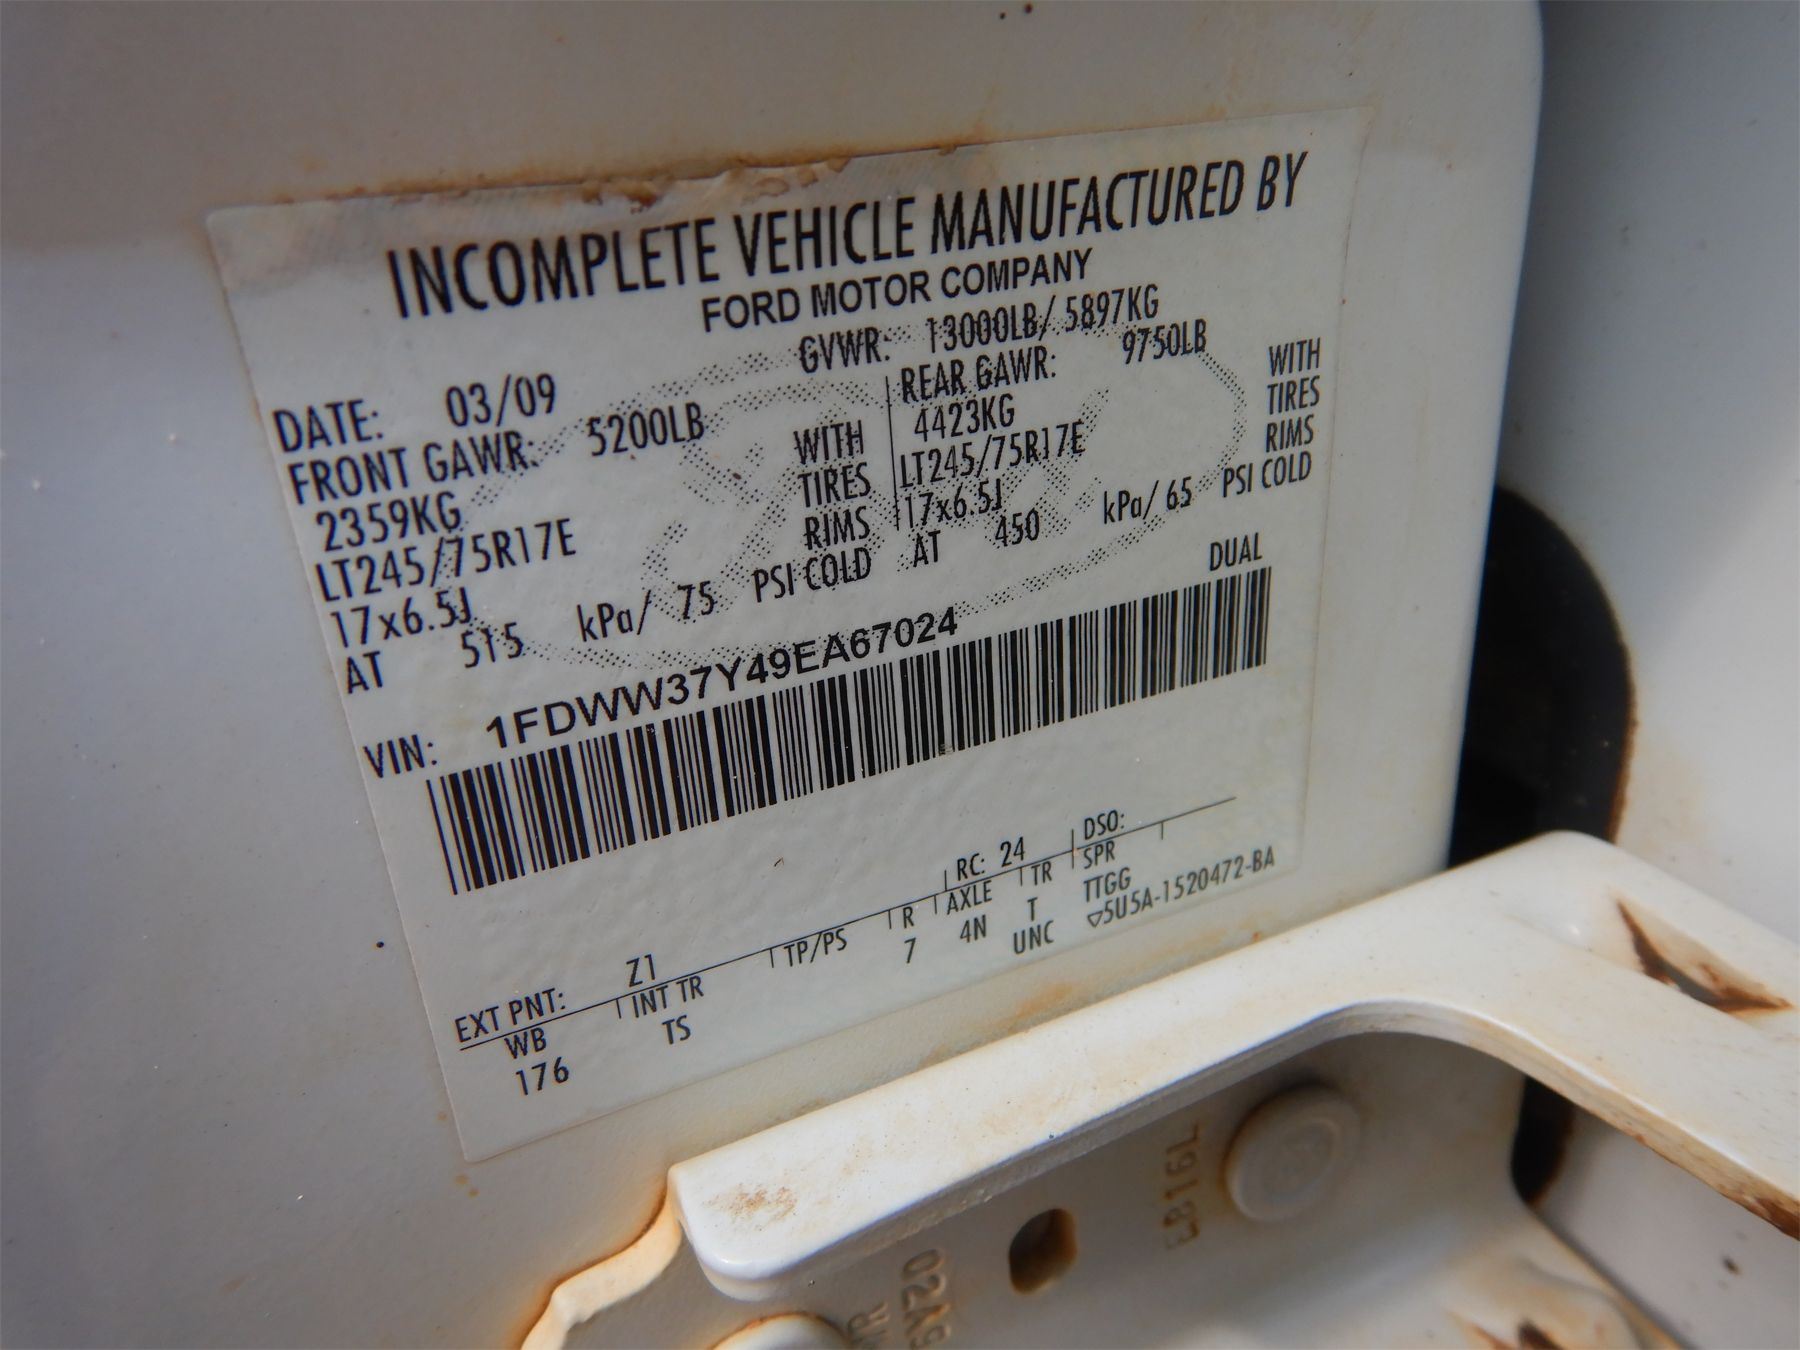 INCOMPLETE VEHICLE MANUFACTURED BY
FORD MOTOR COMPANY
DATE: 03/09
GVWR: 13000LB/ 5897KG
FRONT GAWR: 5200LB
2359KG WITH
LT245/75R17E TIRES
17x6.5J RIMS
AT 515 kPa/ 75 PSI COLD
REAR GAWR: 9750LB
4423KG WITH
LT245/75R17E TIRES
17x6.5J RIMS
AT 450 kPa/ 65 PSI COLD
DUAL
VIN: 1FDWW37Y49EA67024
EXT PNT: Z1 RC: 24 DSO:
WB INT TR TP/PS R AXLE TR SPR
176 TS 7 4N T TTGG
UNC ▽5U5A-1520472-BA
E8164
02A9